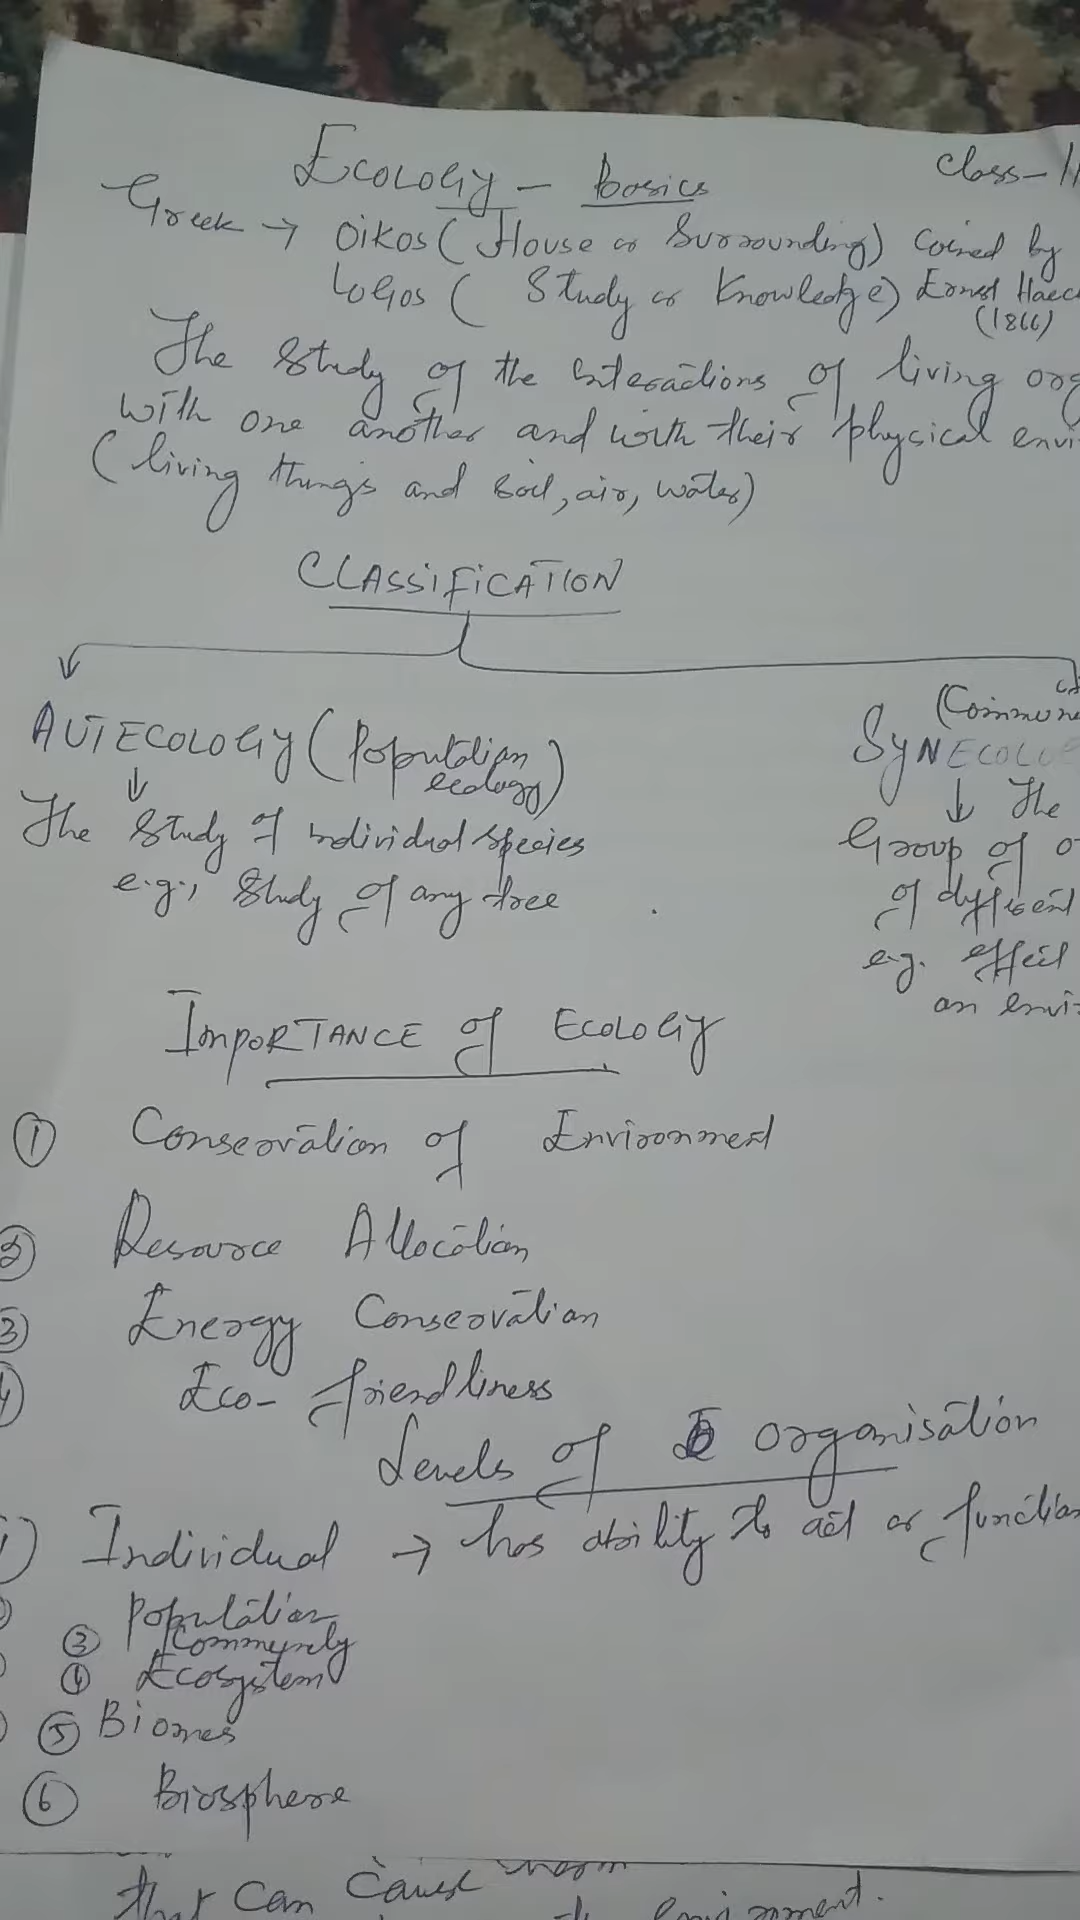 Ecology - Basics
Class-11
Greek → Oikos (House or Surrounding) Coined by
Logos (Study or Knowledge) Ernst Haec
(1866)
The study of the interactions of living org
with one another and with their physical envi
(living things and soil, air, water)
CLASSIFICATION
AUTECOLOGY (Population
ecology)
The study of individual species
e.g., study of any tree
(Commun
SYNECOLO
↓ The
Group of o
of different
e.g. effect
an envi
IMPORTANCE of ECOLOGY
① Conservation of Environment
② Resource Allocation
③ Energy Conservation
Eco-friendliness
Levels of organisation
Individual → has ability to act or function
Population
③ Community
④ Ecosystem
⑤ Biomes
⑥ Biosphere
that can cause harm
environment.